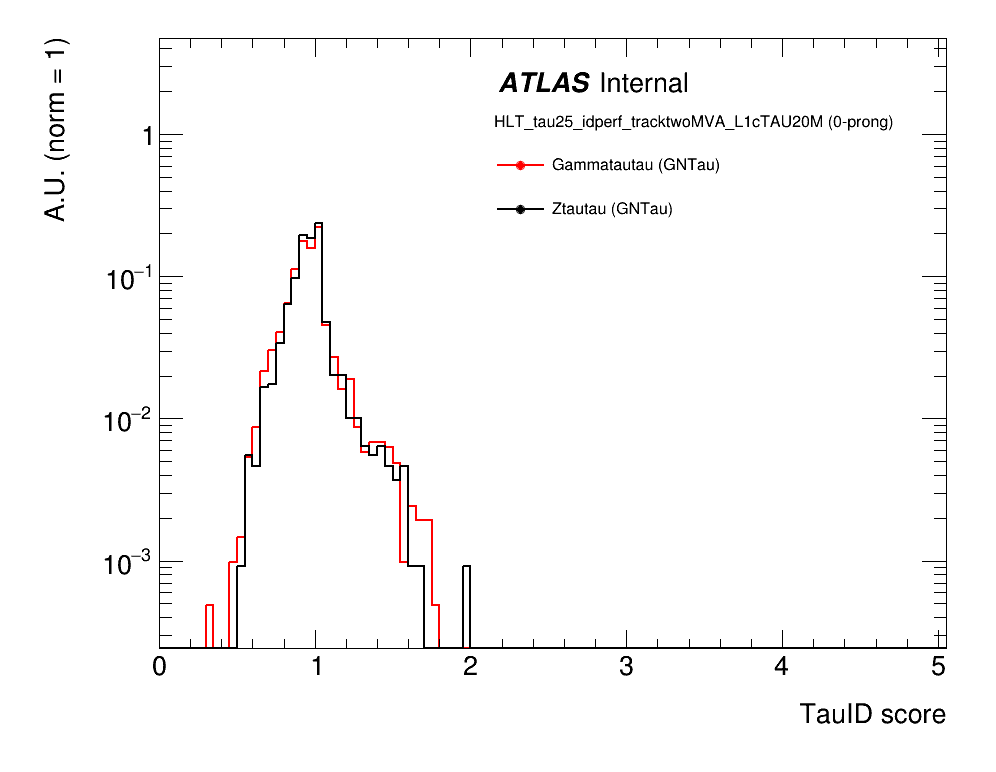 A.U. (norm = 1)
ATLAS Internal
HLT_tau25_idperf_tracktwoMVA_L1cTAU20M (0-prong)
Gammatautau (GNTau)
Ztautau (GNTau)
1
10−1
10−2
10−3
0 1 2 3 4 5
TauID score